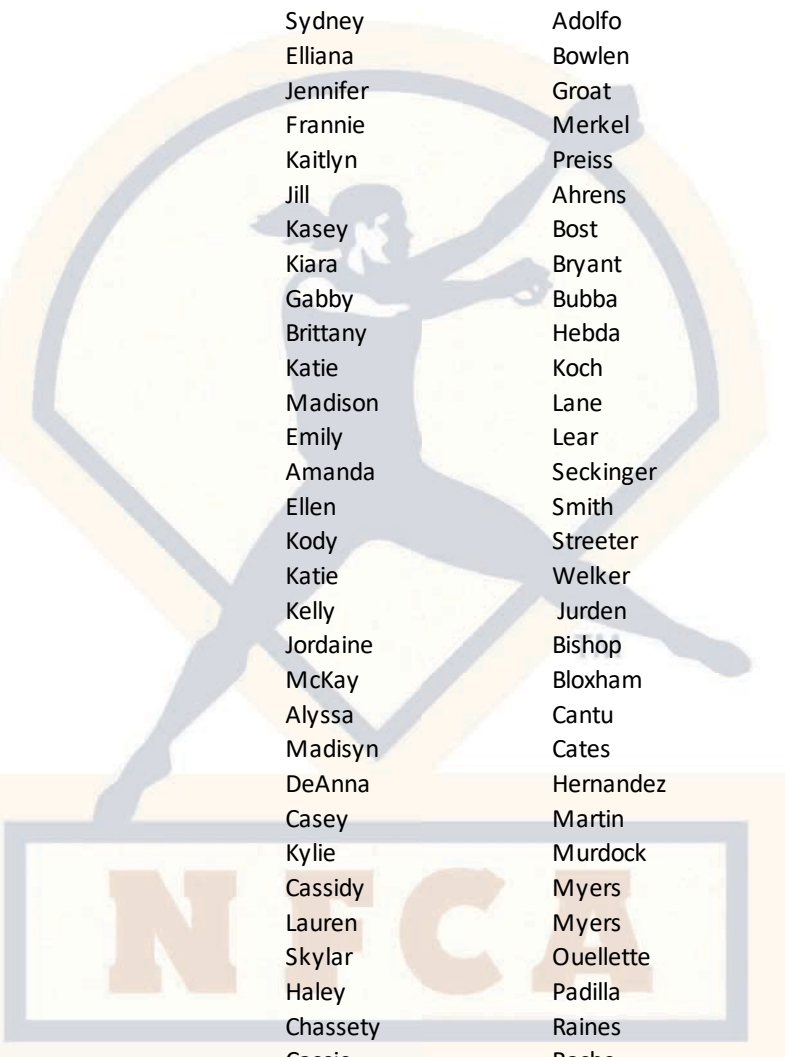 Sydney Adolfo
Elliana Bowlen
Jennifer Groat
Frannie Merkel
Kaitlyn Preiss
Jill Ahrens
Kasey Bost
Kiara Bryant
Gabby Bubba
Brittany Hebda
Katie Koch
Madison Lane
Emily Lear
Amanda Seckinger
Ellen Smith
Kody Streeter
Katie Welker
Kelly Jurden
Jordaine Bishop
TM
McKay Bloxham
Alyssa Cantu
Madisyn Cates
DeAnna Hernandez
Casey Martin
Kylie Murdock
Cassidy Myers
Lauren Myers
Skylar Ouellette
Haley Padilla
Chassety Raines
NFCA